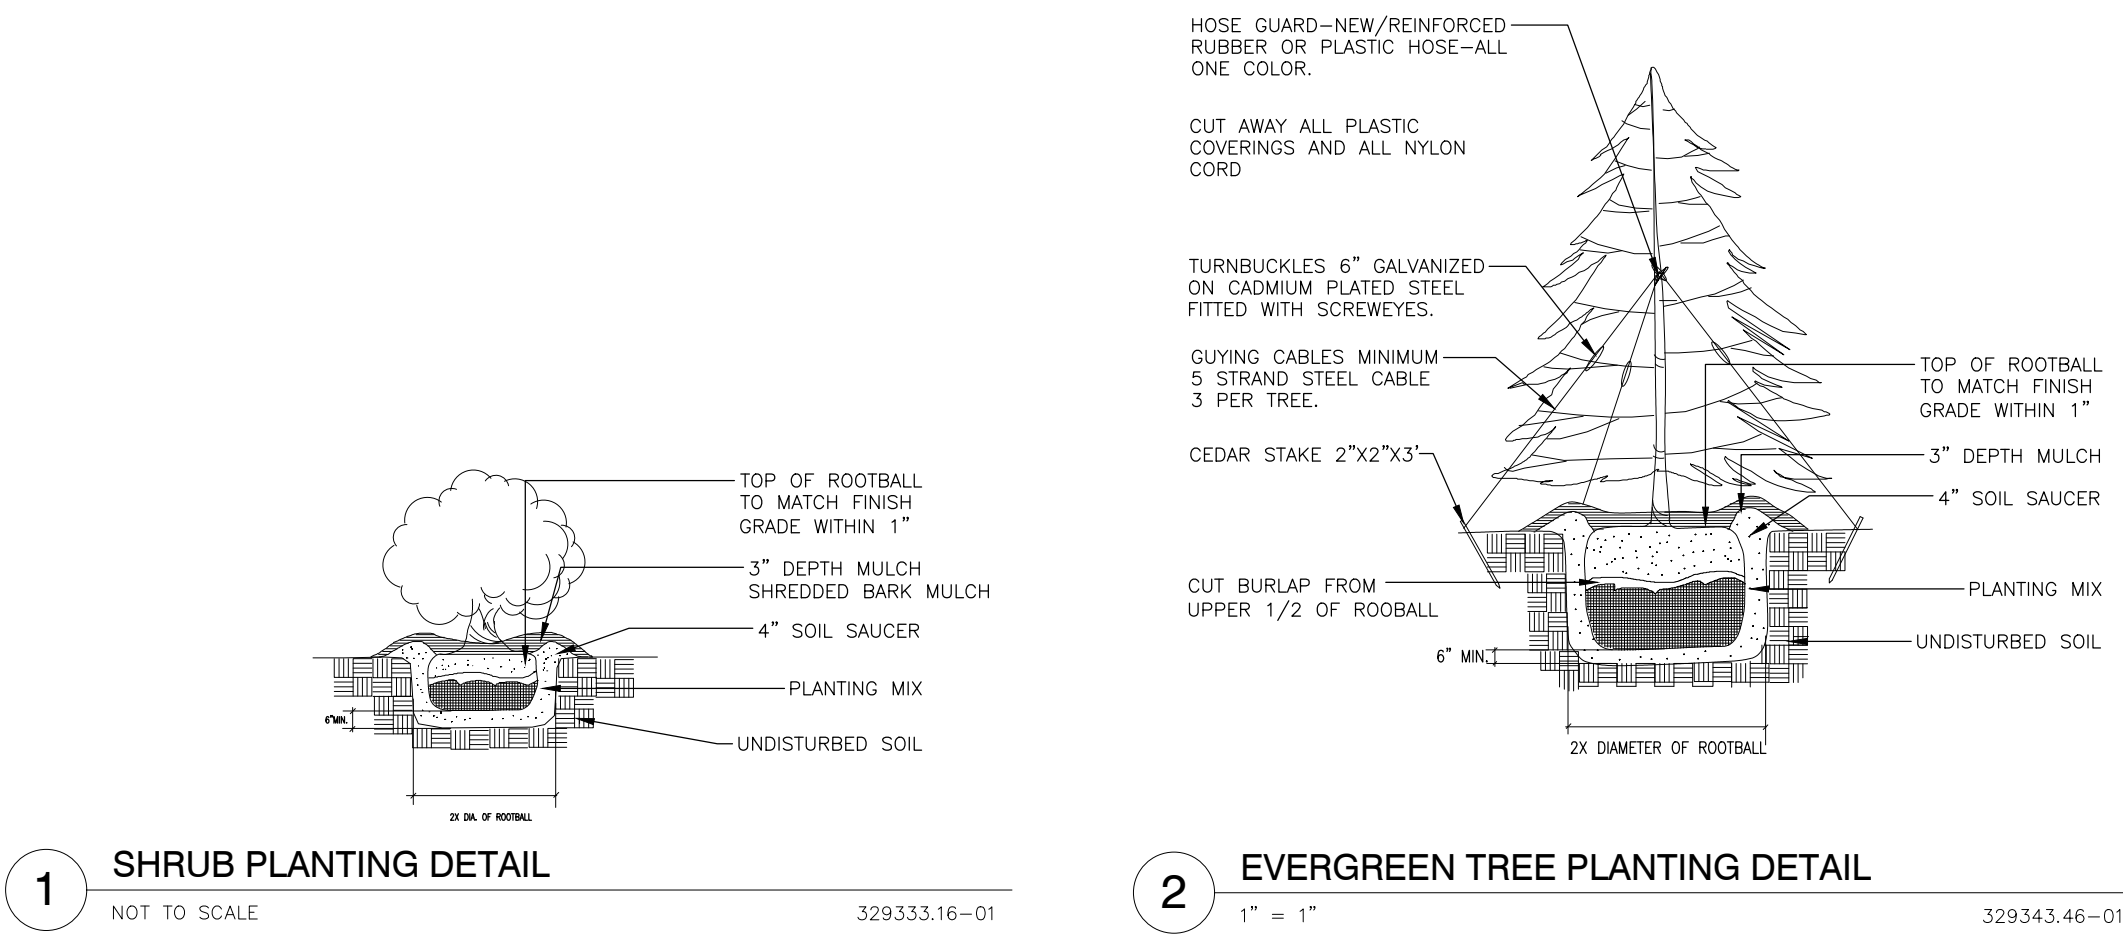 TOP OF ROOTBALL
TO MATCH FINISH
GRADE WITHIN 1”
3” DEPTH MULCH
SHREDDED BARK MULCH
4” SOIL SAUCER
PLANTING MIX
6”MIN.
UNDISTURBED SOIL
2X DIA. OF ROOTBALL
1
SHRUB PLANTING DETAIL
NOT TO SCALE
329333.16–01
HOSE GUARD–NEW/REINFORCED
RUBBER OR PLASTIC HOSE–ALL
ONE COLOR.
CUT AWAY ALL PLASTIC
COVERINGS AND ALL NYLON
CORD
TURNBUCKLES 6” GALVANIZED
ON CADMIUM PLATED STEEL
FITTED WITH SCREWEYES.
GUYING CABLES MINIMUM
5 STRAND STEEL CABLE
3 PER TREE.
CEDAR STAKE 2”X2”X3’
CUT BURLAP FROM
UPPER 1/2 OF ROOBALL
6” MIN.
TOP OF ROOTBALL
TO MATCH FINISH
GRADE WITHIN 1”
3” DEPTH MULCH
4” SOIL SAUCER
PLANTING MIX
UNDISTURBED SOIL
2X DIAMETER OF ROOTBALL
2
EVERGREEN TREE PLANTING DETAIL
1” = 1”
329343.46–01